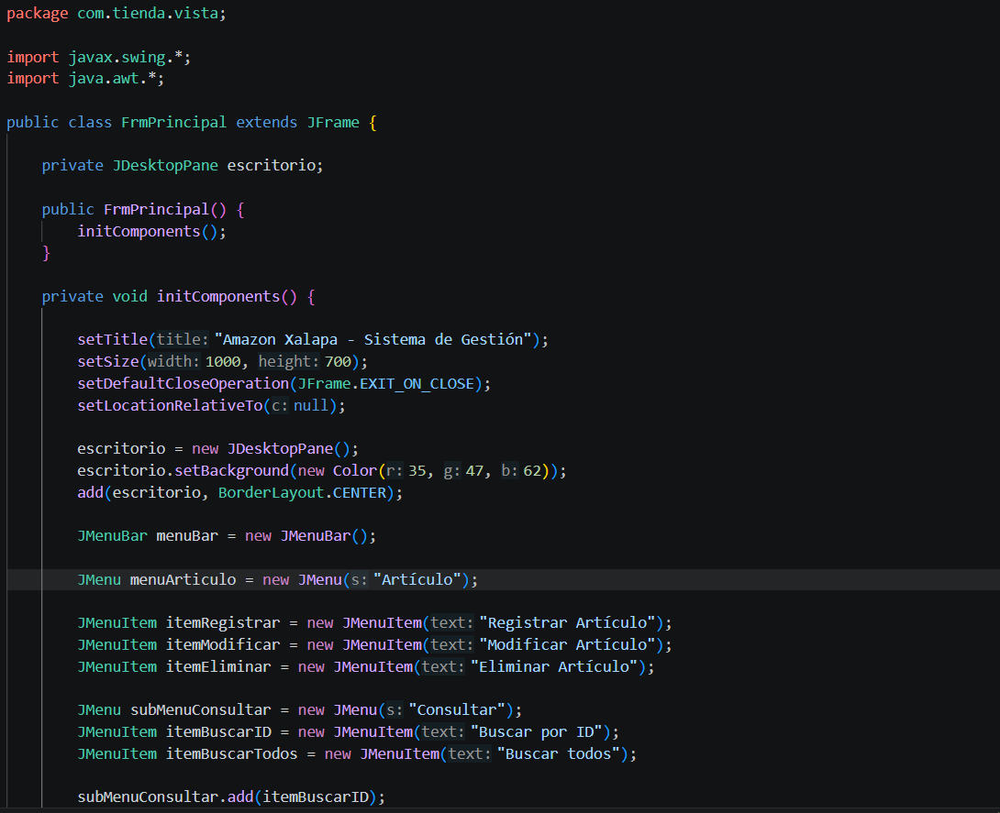 package com.tienda.vista;
import javax.swing.*;
import java.awt.*;
public class FrmPrincipal extends JFrame {
private JDesktopPane escritorio;
public FrmPrincipal() {
initComponents();
}
private void initComponents() {
setTitle(title: "Amazon Xalapa - Sistema de Gestión");
setSize(width: 1000, height: 700);
setDefaultCloseOperation(JFrame.EXIT_ON_CLOSE);
setLocationRelativeTo(c: null);
escritorio = new JDesktopPane();
escritorio.setBackground(new Color(r: 35, g: 47, b: 62));
add(escritorio, BorderLayout.CENTER);
JMenuBar menuBar = new JMenuBar();
JMenu menuArticulo = new JMenu(s: "Artículo");
JMenuItem itemRegistrar = new JMenuItem(text: "Registrar Artículo");
JMenuItem itemModificar = new JMenuItem(text: "Modificar Artículo");
JMenuItem itemEliminar = new JMenuItem(text: "Eliminar Artículo");
JMenu subMenuConsultar = new JMenu(s: "Consultar");
JMenuItem itemBuscarID = new JMenuItem(text: "Buscar por ID");
JMenuItem itemBuscarTodos = new JMenuItem(text: "Buscar todos");
subMenuConsultar.add(itemBuscarID);